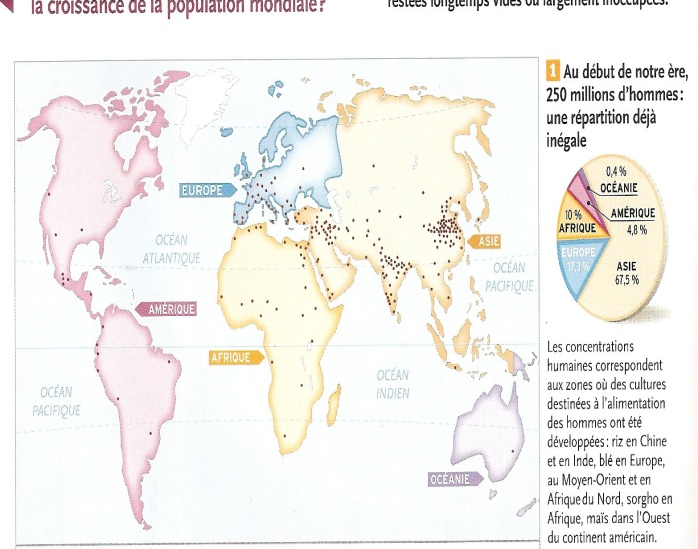 la croissance de la population mondiale?
restées longtemps vides ou largement inoccupées.
1 Au début de notre ère,
250 millions d'hommes :
une répartition déjà
inégale
0,4 %
OCÉANIE
AMÉRIQUE
4,8 %
10 %
AFRIQUE
EUROPE
17,3 %
ASIE
67,5 %
EUROPE
OCÉAN
ATLANTIQUE
ASIE
OCÉAN
PACIFIQUE
AMÉRIQUE
AFRIQUE
OCÉAN
PACIFIQUE
OCÉAN
INDIEN
OCÉANIE
Les concentrations
humaines correspondent
aux zones où des cultures
destinées à l'alimentation
des hommes ont été
développées : riz en Chine
et en Inde, blé en Europe,
au Moyen-Orient et en
Afrique du Nord, sorgho en
Afrique, maïs dans l'Ouest
du continent américain.